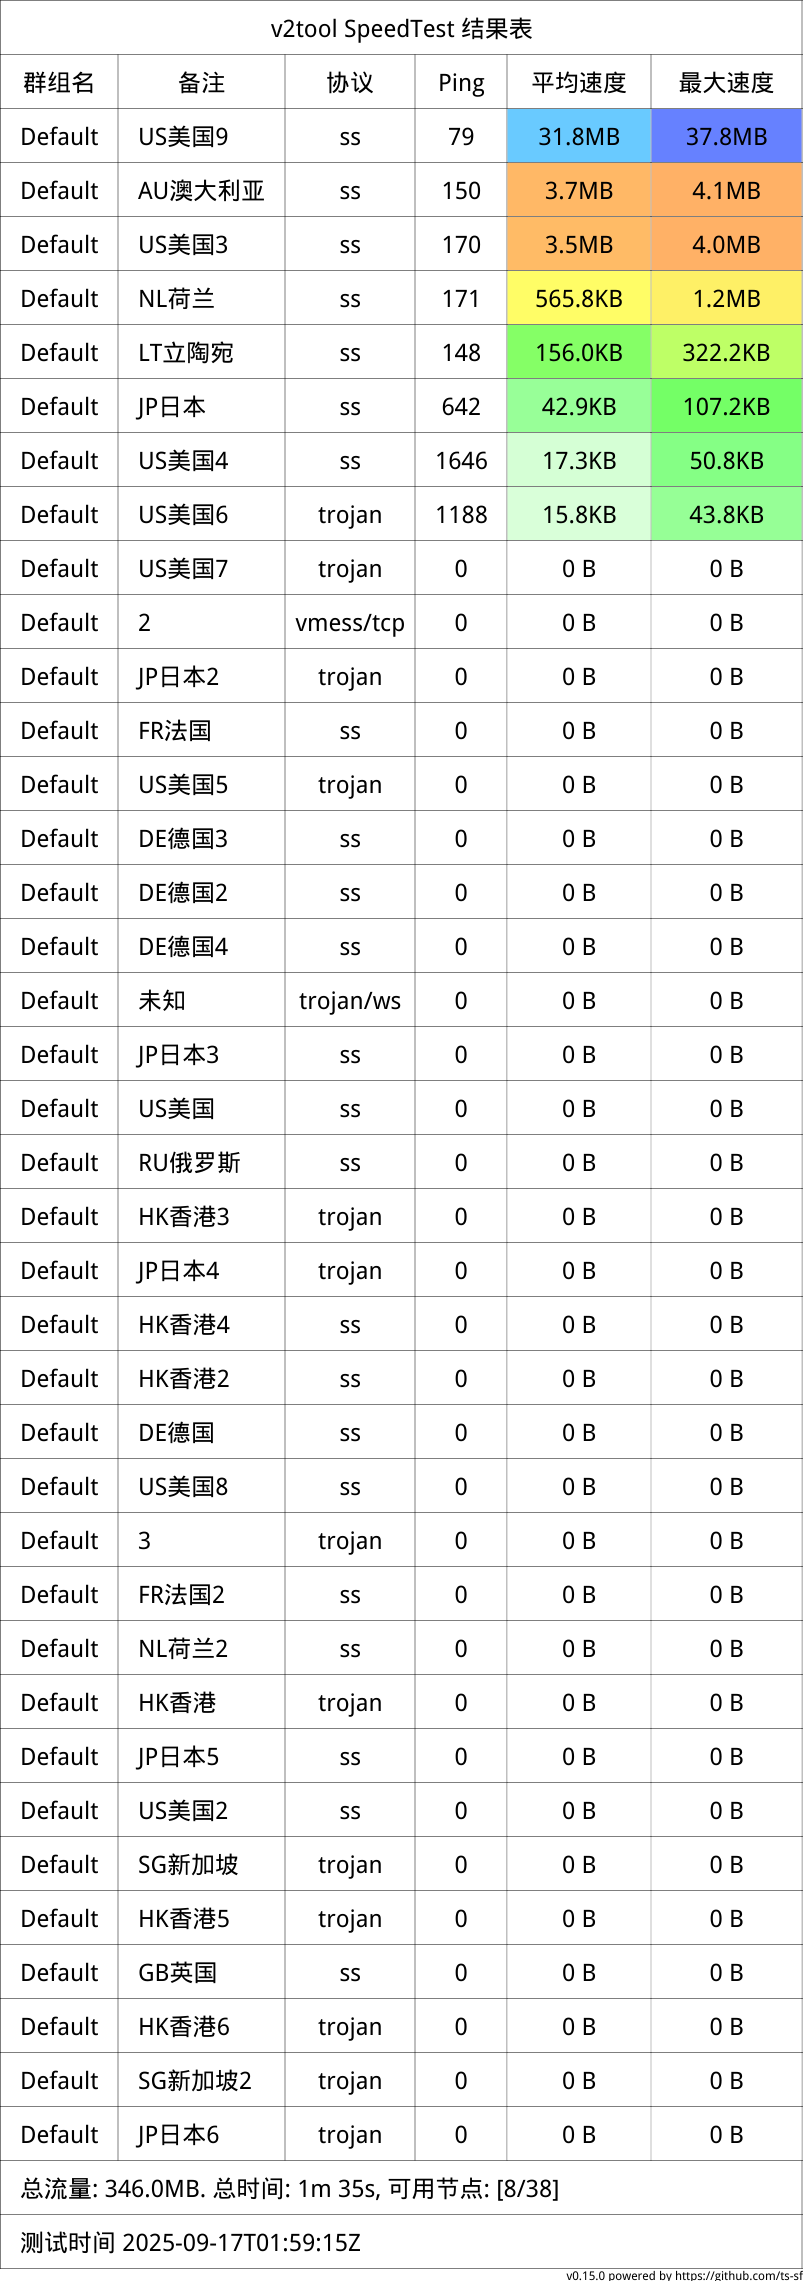 v2tool SpeedTest 结果表
群组名 备注 协议 Ping 平均速度 最大速度
Default US美国9 ss 79 31.8MB 37.8MB
Default AU澳大利亚 ss 150 3.7MB 4.1MB
Default US美国3 ss 170 3.5MB 4.0MB
Default NL荷兰 ss 171 565.8KB 1.2MB
Default LT立陶宛 ss 148 156.0KB 322.2KB
Default JP日本 ss 642 42.9KB 107.2KB
Default US美国4 ss 1646 17.3KB 50.8KB
Default US美国6 trojan 1188 15.8KB 43.8KB
Default US美国7 trojan 0 0 B 0 B
Default 2 vmess/tcp 0 0 B 0 B
Default JP日本2 trojan 0 0 B 0 B
Default FR法国 ss 0 0 B 0 B
Default US美国5 trojan 0 0 B 0 B
Default DE德国3 ss 0 0 B 0 B
Default DE德国2 ss 0 0 B 0 B
Default DE德国4 ss 0 0 B 0 B
Default 未知 trojan/ws 0 0 B 0 B
Default JP日本3 ss 0 0 B 0 B
Default US美国 ss 0 0 B 0 B
Default RU俄罗斯 ss 0 0 B 0 B
Default HK香港3 trojan 0 0 B 0 B
Default JP日本4 trojan 0 0 B 0 B
Default HK香港4 ss 0 0 B 0 B
Default HK香港2 ss 0 0 B 0 B
Default DE德国 ss 0 0 B 0 B
Default US美国8 ss 0 0 B 0 B
Default 3 trojan 0 0 B 0 B
Default FR法国2 ss 0 0 B 0 B
Default NL荷兰2 ss 0 0 B 0 B
Default HK香港 trojan 0 0 B 0 B
Default JP日本5 ss 0 0 B 0 B
Default US美国2 ss 0 0 B 0 B
Default SG新加坡 trojan 0 0 B 0 B
Default HK香港5 trojan 0 0 B 0 B
Default GB英国 ss 0 0 B 0 B
Default HK香港6 trojan 0 0 B 0 B
Default SG新加坡2 trojan 0 0 B 0 B
Default JP日本6 trojan 0 0 B 0 B
总流量: 346.0MB. 总时间: 1m 35s, 可用节点: [8/38]
测试时间 2025-09-17T01:59:15Z
v0.15.0 powered by https://github.com/ts-sf